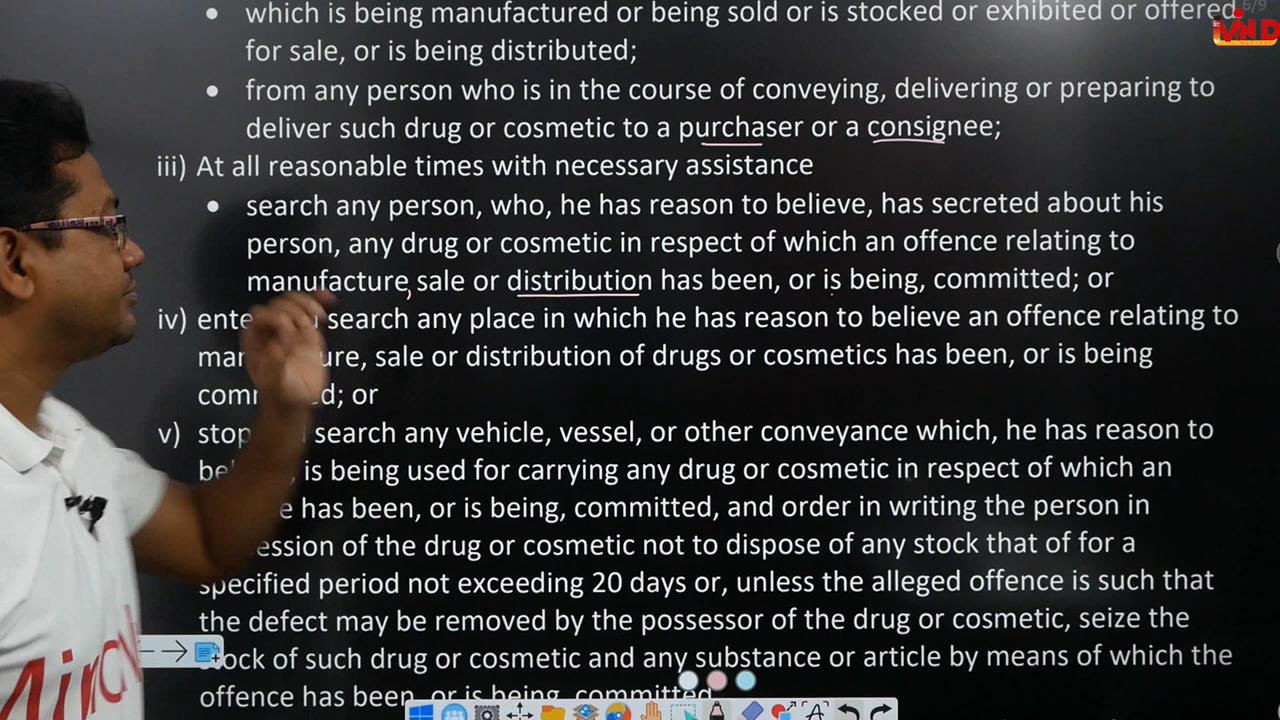 which is being manufactured or being sold or is stocked or exhibited or offered
6/9
for sale, or is being distributed;
from any person who is in the course of conveying, delivering or preparing to
deliver such drug or cosmetic to a purchaser or a consignee;
iii) At all reasonable times with necessary assistance
search any person, who, he has reason to believe, has secreted about his
person, any drug or cosmetic in respect of which an offence relating to
manufacture, sale or distribution has been, or is being, committed; or
iv) search any place in which he has reason to believe an offence relating to
sale or distribution of drugs or cosmetics has been, or is being
or
v) search any vehicle, vessel, or other conveyance which, he has reason to
is being used for carrying any drug or cosmetic in respect of which an
has been, or is being, committed, and order in writing the person in
of the drug or cosmetic not to dispose of any stock that of for a
specified period not exceeding 20 days or, unless the alleged offence is such that
the defect may be removed by the possessor of the drug or cosmetic, seize the
of such drug or cosmetic and any substance or article by means of which the
offence has been, or is being, committed